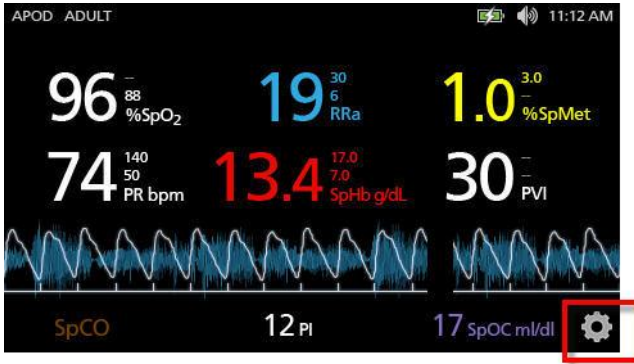 APOD ADULT 11:12 AM
96 – 88 %SpO₂ 19 30 6 RRa 1.0 3.0 – %SpMet
74 140 50 PR bpm 13.4 17.0 7.0 SpHb g/dL 30 – – PVI
SpCO 12 PI 17 SpOC ml/dl